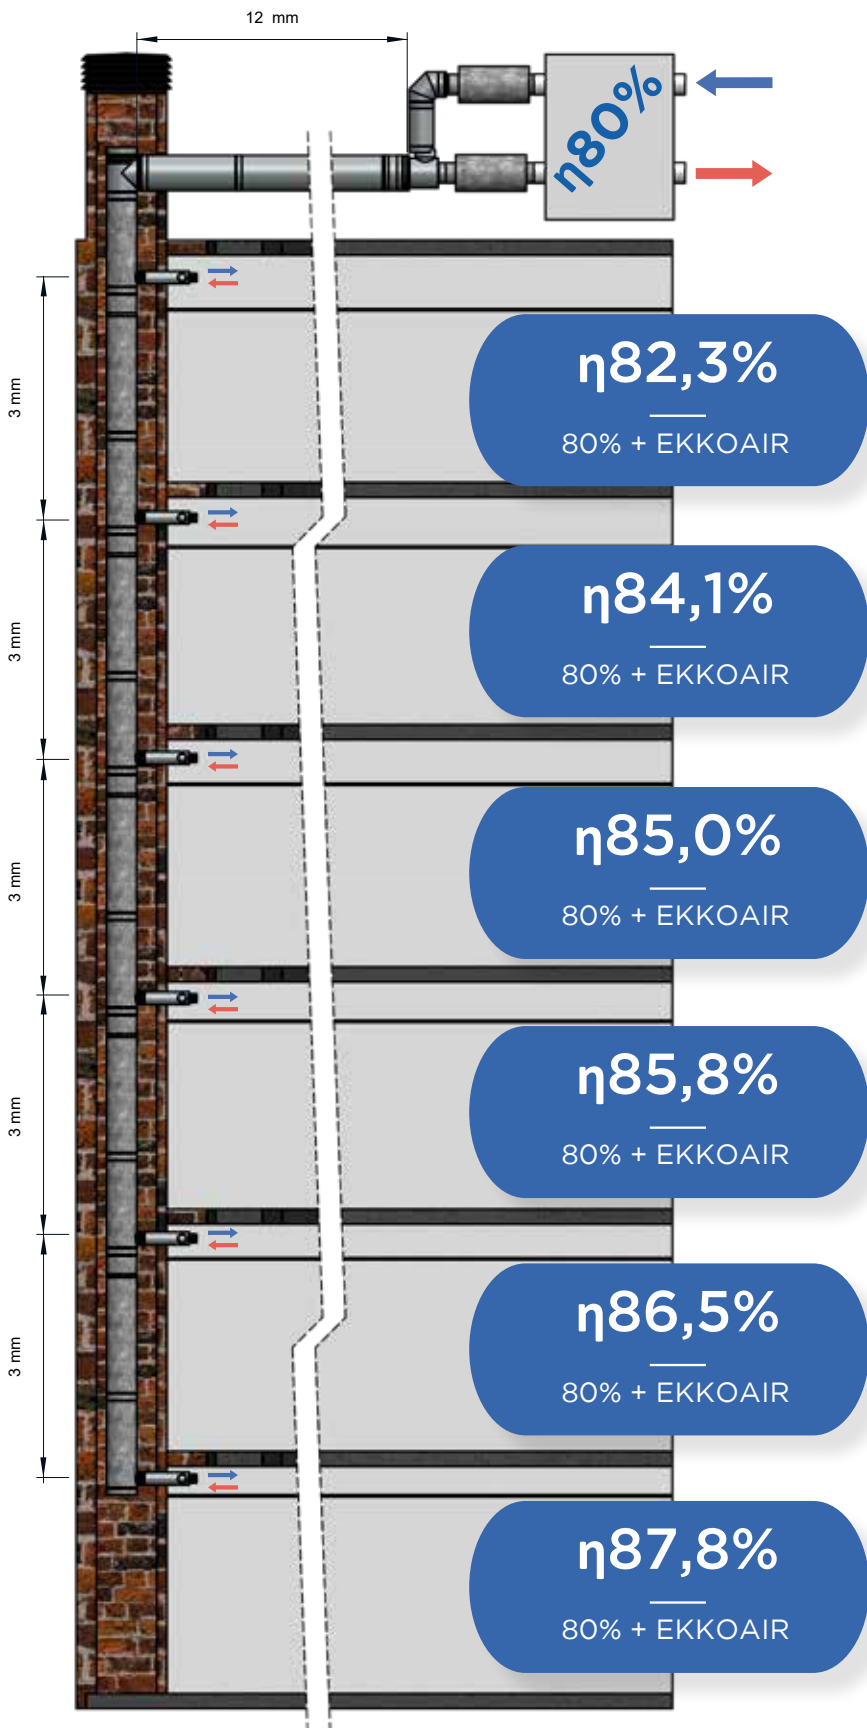 12 mm
η80%
3 mm
η82,3%
80% + EKKOAIR
3 mm
η84,1%
80% + EKKOAIR
3 mm
η85,0%
80% + EKKOAIR
3 mm
η85,8%
80% + EKKOAIR
3 mm
η86,5%
80% + EKKOAIR
η87,8%
80% + EKKOAIR